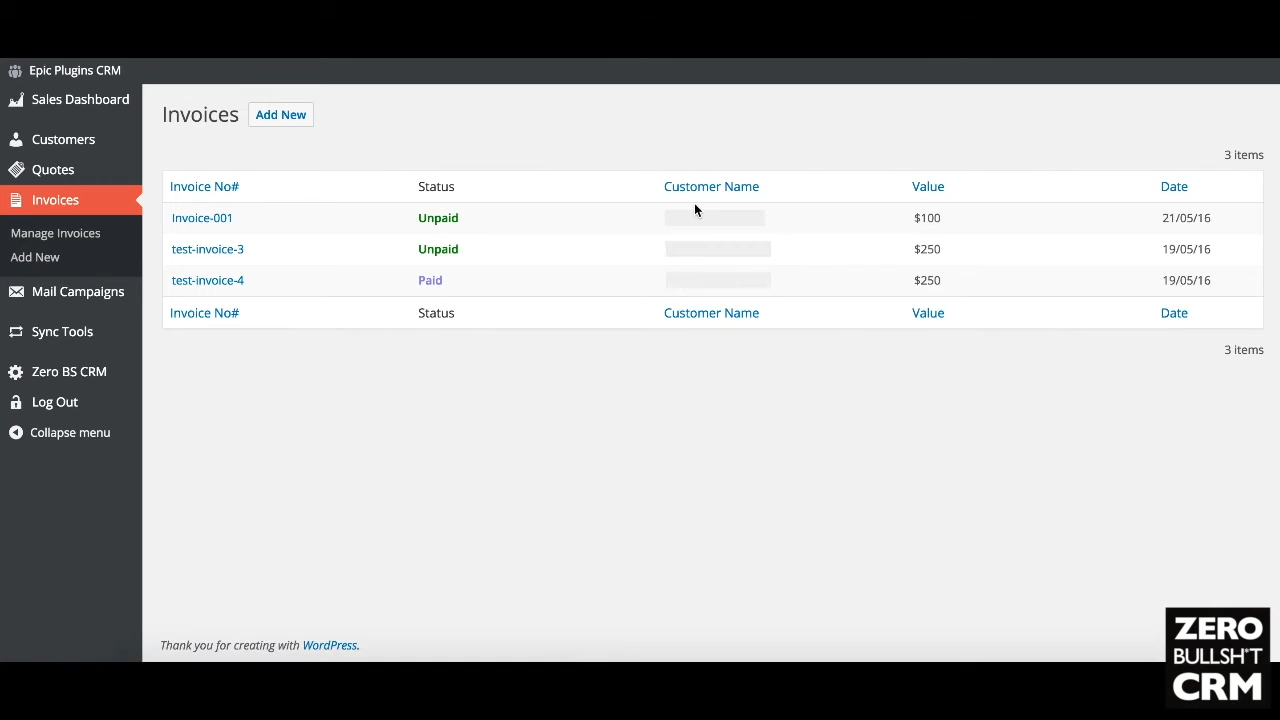 Epic Plugins CRM
Sales Dashboard
Customers
Quotes
Invoices
Manage Invoices
Add New
Mail Campaigns
Sync Tools
Zero BS CRM
Log Out
Collapse menu
Invoices Add New
3 items
Invoice No# Status Customer Name Value Date
Invoice-001 Unpaid $100 21/05/16
test-invoice-3 Unpaid $250 19/05/16
test-invoice-4 Paid $250 19/05/16
Invoice No# Status Customer Name Value Date
3 items
Thank you for creating with WordPress.
ZERO
BULLSH*T
CRM